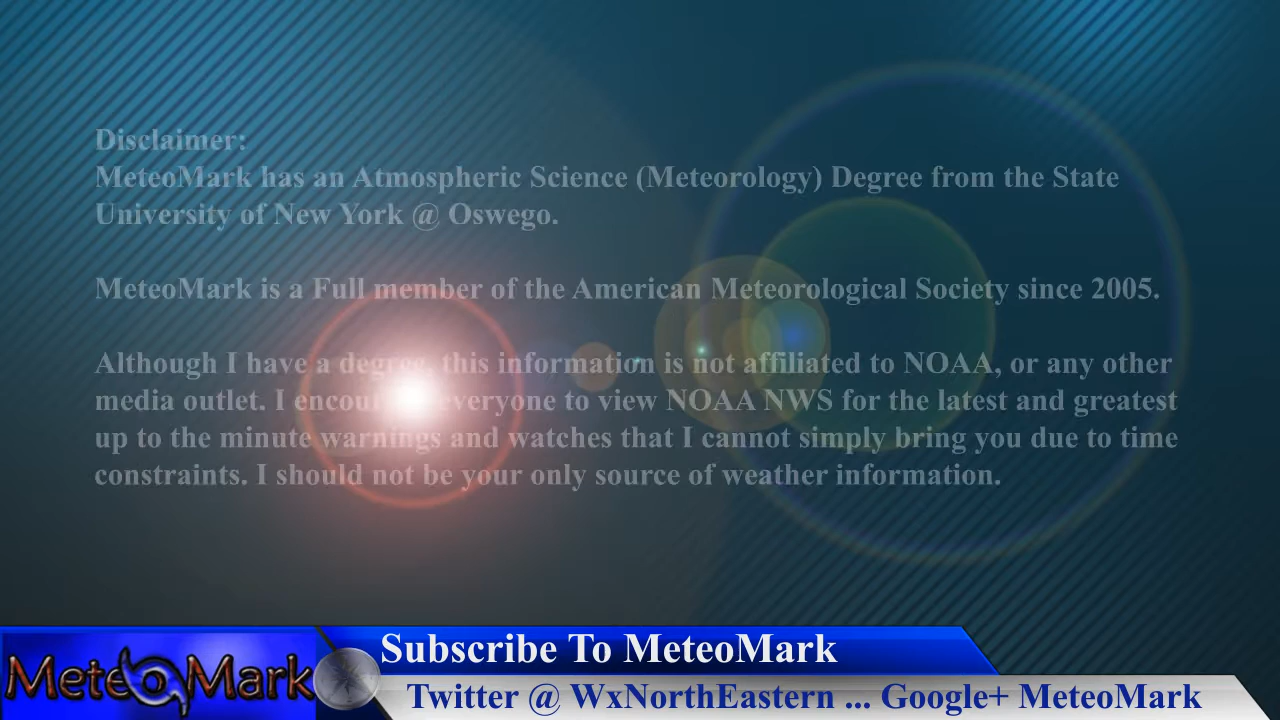 Disclaimer:
MeteoMark has an Atmospheric Science (Meteorology) Degree from the State
University of New York @ Oswego.
MeteoMark is a Full member of the American Meteorological Society since 2005.
Although I have a degree, this information is not affiliated to NOAA, or any other
media outlet. I encourage everyone to view NOAA NWS for the latest and greatest
up to the minute warnings and watches that I cannot simply bring you due to time
constraints. I should not be your only source of weather information.
Subscribe To MeteoMark
MeteoMark
Twitter @ WxNorthEastern ... Google+ MeteoMark